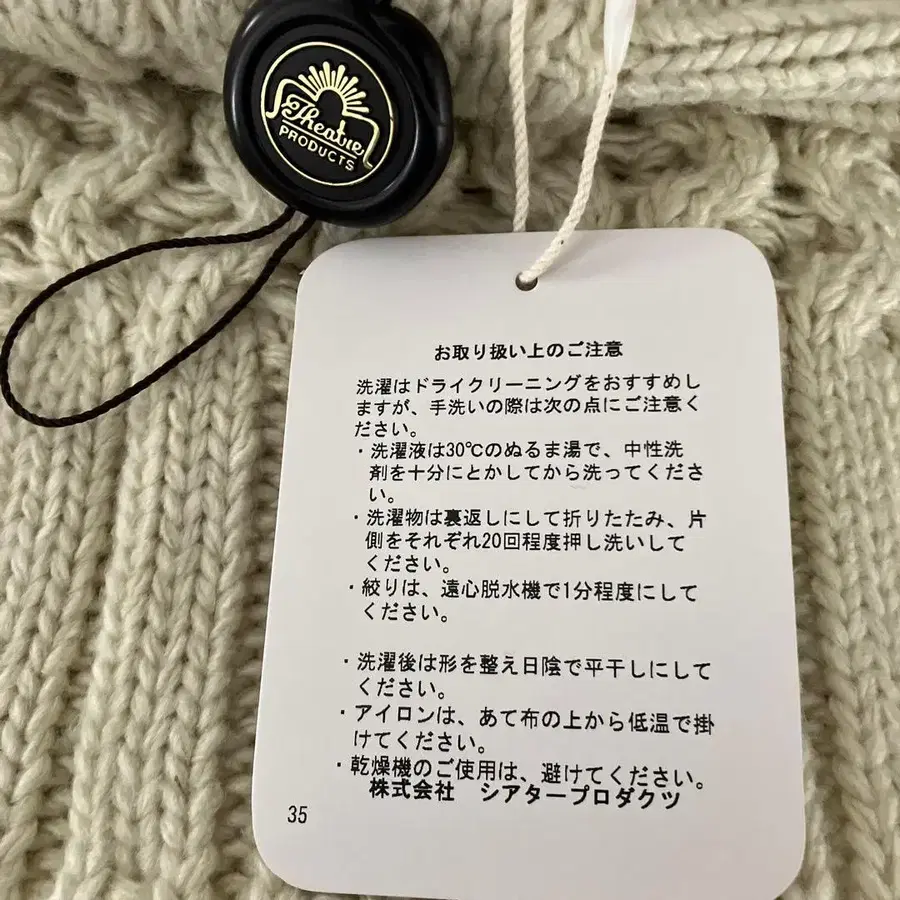 Theatre
PRODUCTS
お取り扱い上のご注意
洗濯はドライクリーニングをおすすめし
ますが、手洗いの際は次の点にご注意く
ださい。
・洗濯液は30℃のぬるま湯で、中性洗
剤を十分にとかしてから洗ってくださ
い。
・洗濯物は裏返しにして折りたたみ、片
側をそれぞれ20回程度押し洗いして
ください。
・絞りは、遠心脱水機で1分程度にして
ください。
・洗濯後は形を整え日陰で平干しにして
ください。
・アイロンは、あて布の上から低温で掛
けてください。
・乾燥機のご使用は、避けてください。
株式会社 シアタープロダクツ
35